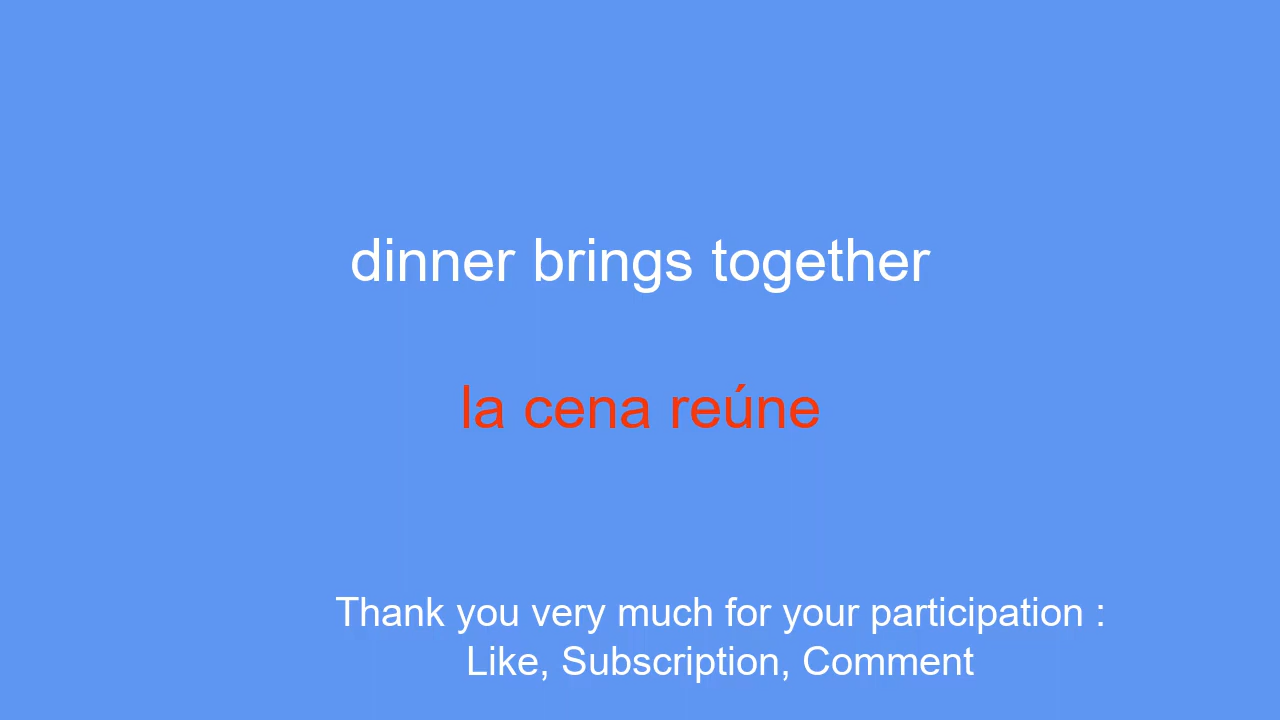 dinner brings together
la cena reúne
Thank you very much for your participation :
Like, Subscription, Comment